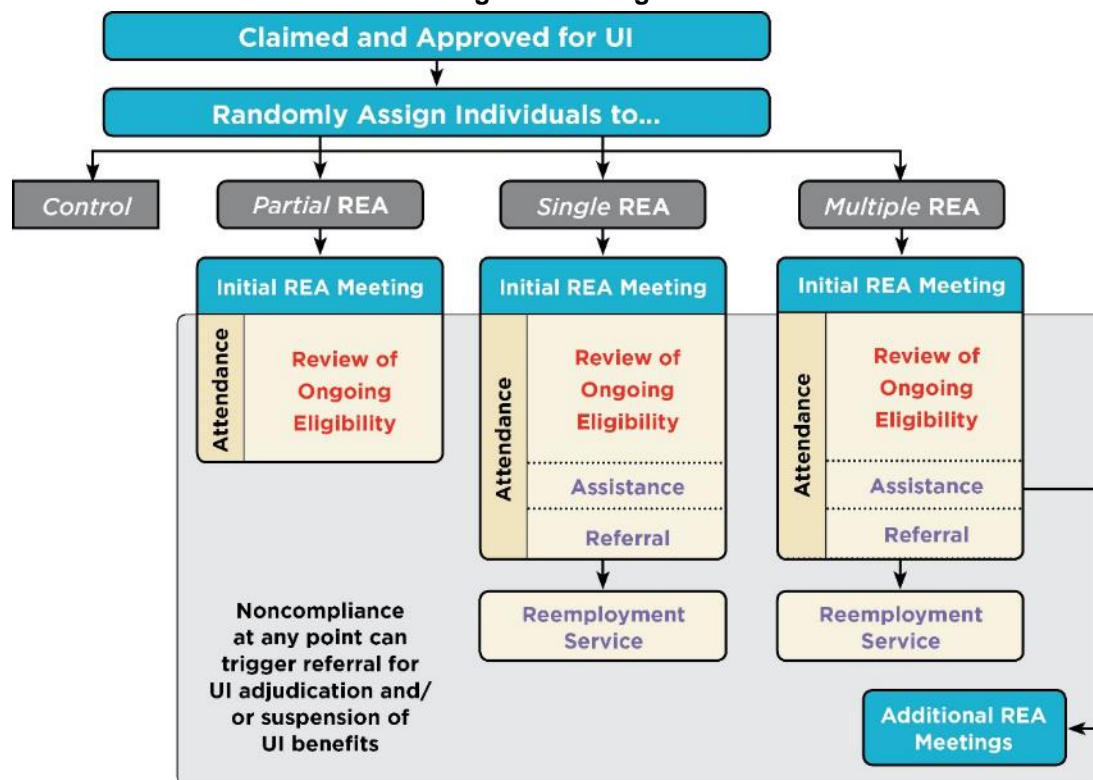 Claimed and Approved for UI
Randomly Assign Individuals to...
Control
Partial REA
Single REA
Multiple REA
Initial REA Meeting
Attendance
Review of
Ongoing
Eligibility
Initial REA Meeting
Attendance
Review of
Ongoing
Eligibility
Assistance
Referral
Reemployment
Service
Initial REA Meeting
Attendance
Review of
Ongoing
Eligibility
Assistance
Referral
Reemployment
Service
Noncompliance
at any point can
trigger referral for
UI adjudication and/
or suspension of
UI benefits
Additional REA
Meetings